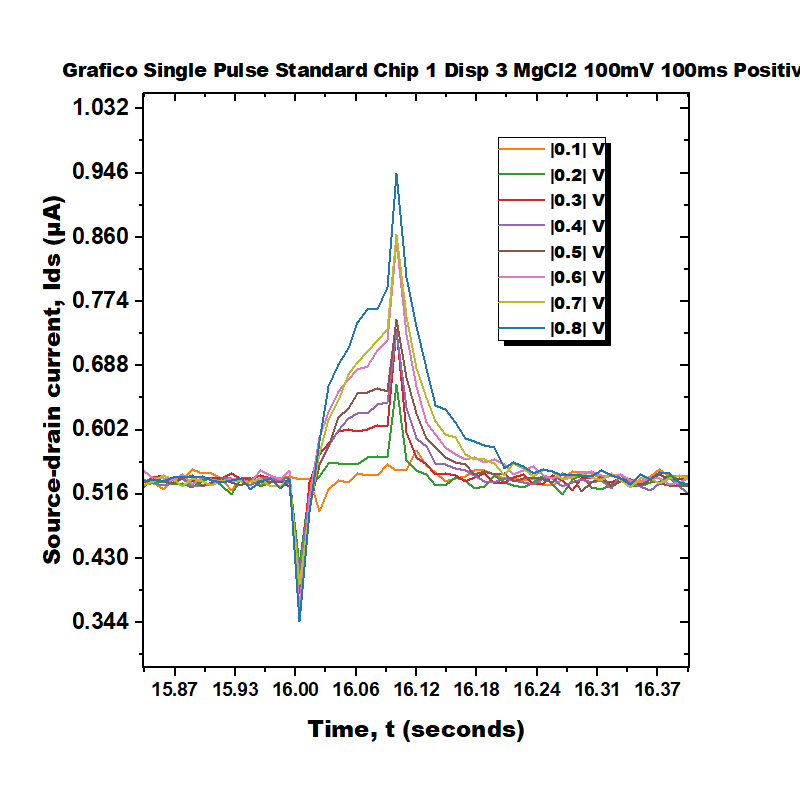 Grafico Single Pulse Standard Chip 1 Disp 3 MgCl2 100mV 100ms Positiv
1.032
0.946
0.860
0.774
0.688
0.602
0.516
0.430
0.344
Source-drain current, Ids (µA)
|0.1| V
|0.2| V
|0.3| V
|0.4| V
|0.5| V
|0.6| V
|0.7| V
|0.8| V
15.87 15.93 16.00 16.06 16.12 16.18 16.24 16.31 16.37
Time, t (seconds)